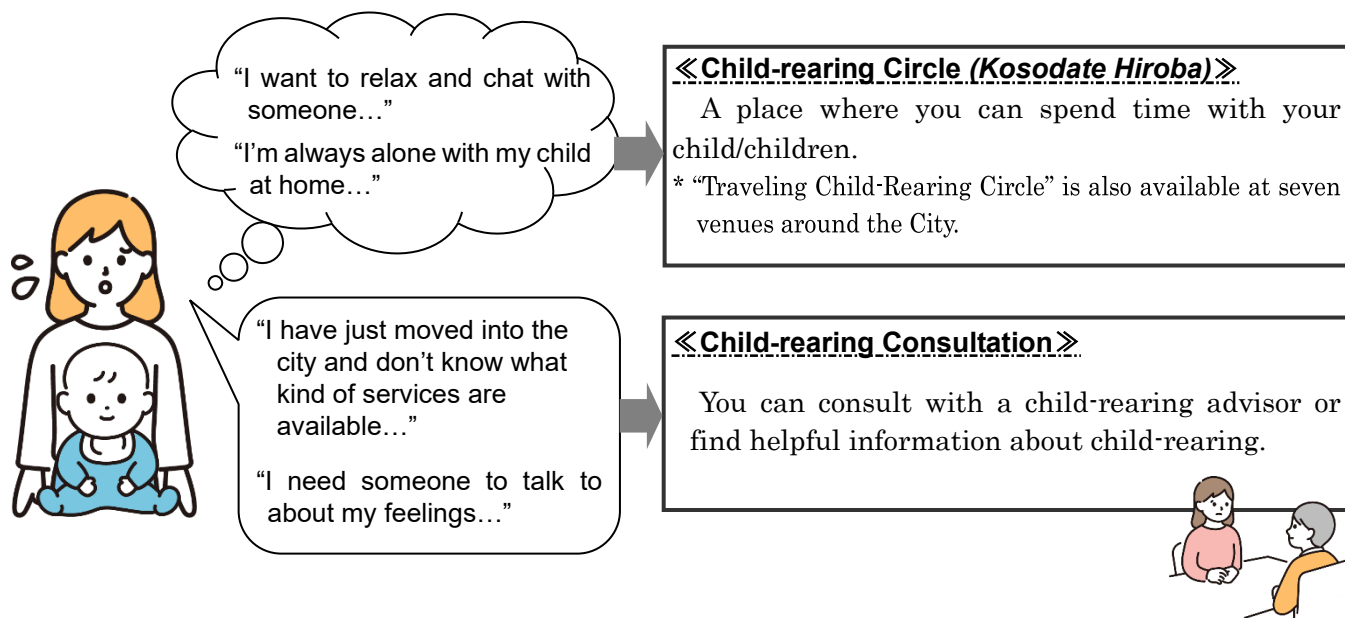 “I want to relax and chat with
someone…”
“I’m always alone with my child
at home…”
≪Child-rearing Circle (Kosodate Hiroba)≫
A place where you can spend time with your
child/children.
* “Traveling Child-Rearing Circle” is also available at seven
venues around the City.
“I have just moved into the
city and don’t know what
kind of services are
available…”
“I need someone to talk to
about my feelings…”
≪Child-rearing Consultation≫
You can consult with a child-rearing advisor or
find helpful information about child-rearing.